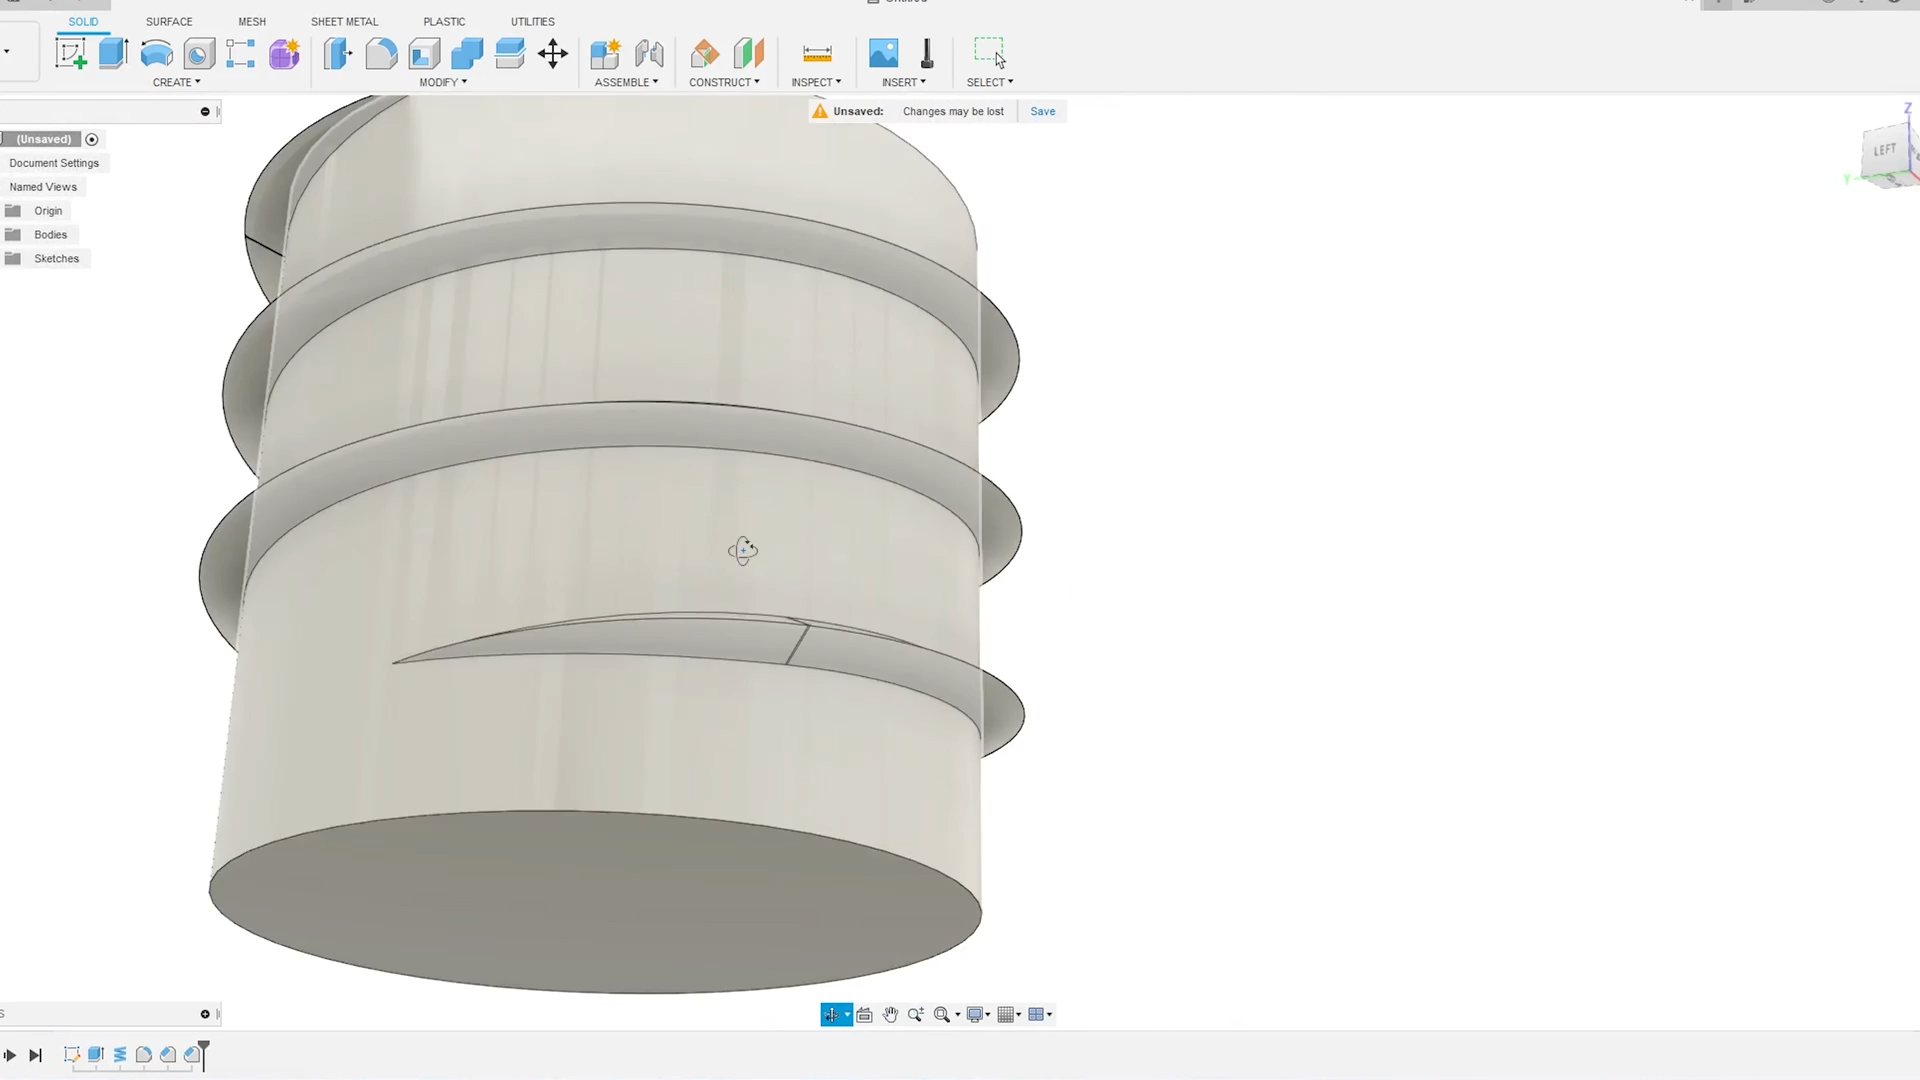 SOLID SURFACE MESH SHEET METAL PLASTIC UTILITIES
CREATE MODIFY ASSEMBLE CONSTRUCT INSPECT INSERT SELECT
Unsaved: Changes may be lost Save
(Unsaved)
Document Settings
Named Views
Origin
Bodies
Sketches
Z
LEFT
Y
S